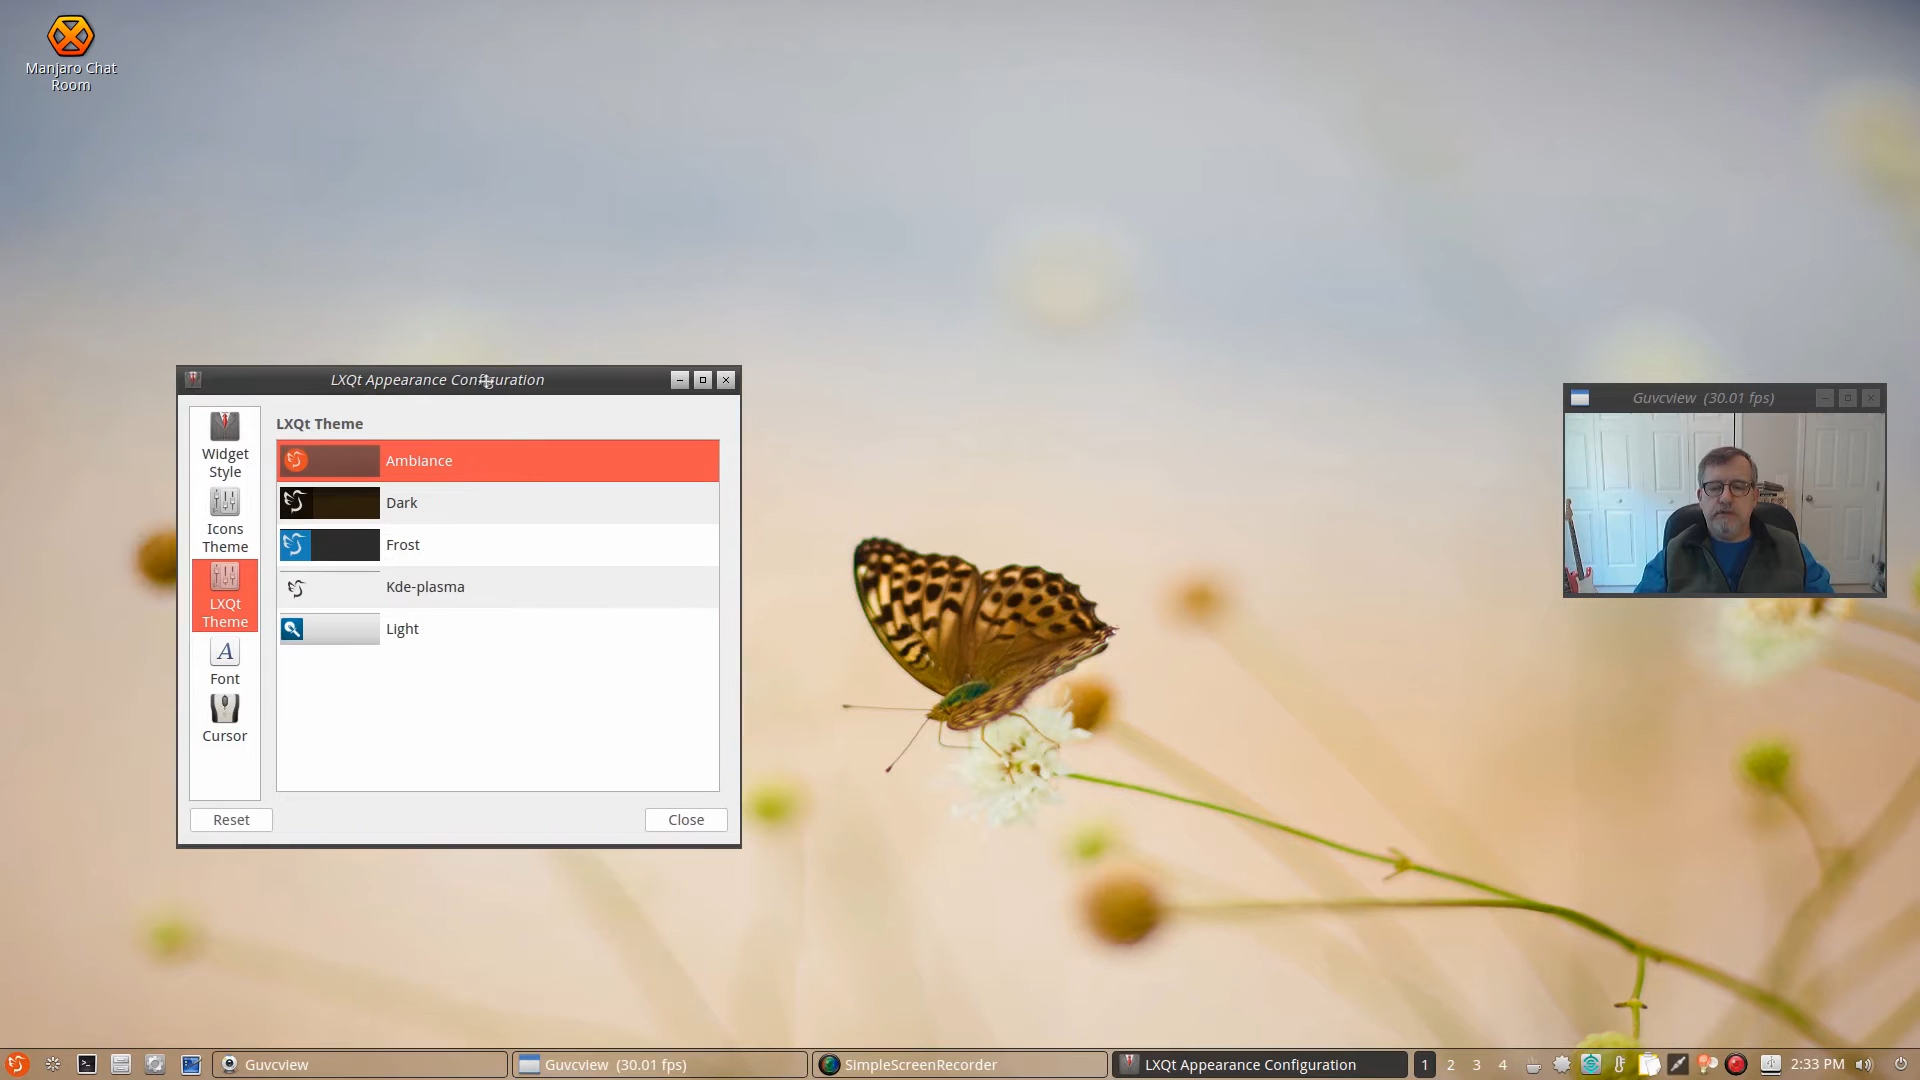 Manjaro Chat
Room
LXQt Appearance Configuration
Widget
Style
Icons
Theme
LXQt
Theme
Font
Cursor
LXQt Theme
Ambiance
Dark
Frost
Kde-plasma
Light
Reset
Close
Guvcview (30.01 fps)
Guvcview
Guvcview (30.01 fps)
SimpleScreenRecorder
LXQt Appearance Configuration
1
2
3
4
2:33 PM